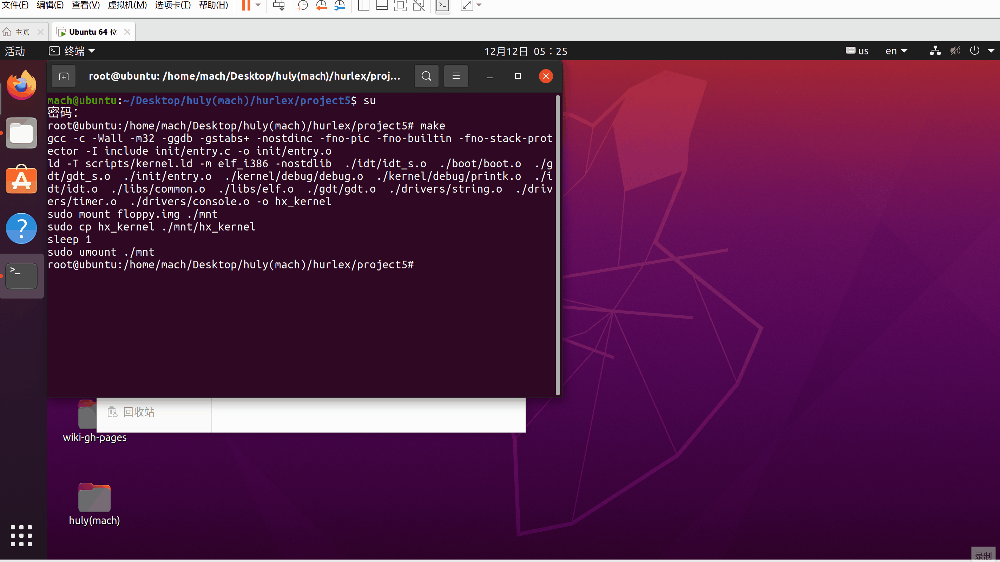 文件(F) 编辑(E) 查看(V) 虚拟机(M) 选项卡(T) 帮助(H)
主页 Ubuntu 64 位
活动 终端 12月12日 05：25 us en
root@ubuntu: /home/mach/Desktop/huly(mach)/hurlex/proj...
mach@ubuntu:~/Desktop/huly(mach)/hurlex/project5$ su
密码：
root@ubuntu:/home/mach/Desktop/huly(mach)/hurlex/project5# make
gcc -c -Wall -m32 -ggdb -gstabs+ -nostdinc -fno-pic -fno-builtin -fno-stack-prot
ector -I include init/entry.c -o init/entry.o
ld -T scripts/kernel.ld -m elf_i386 -nostdlib  ./idt/idt_s.o  ./boot/boot.o  ./g
dt/gdt_s.o  ./init/entry.o  ./kernel/debug/debug.o  ./kernel/debug/printk.o  ./i
dt/idt.o  ./libs/common.o  ./libs/elf.o  ./gdt/gdt.o  ./drivers/string.o  ./driv
ers/timer.o  ./drivers/console.o -o hx_kernel
sudo mount floppy.img ./mnt
sudo cp hx_kernel ./mnt/hx_kernel
sleep 1
sudo umount ./mnt
root@ubuntu:/home/mach/Desktop/huly(mach)/hurlex/project5#
回收站
wiki-gh-pages
huly(mach)
录制